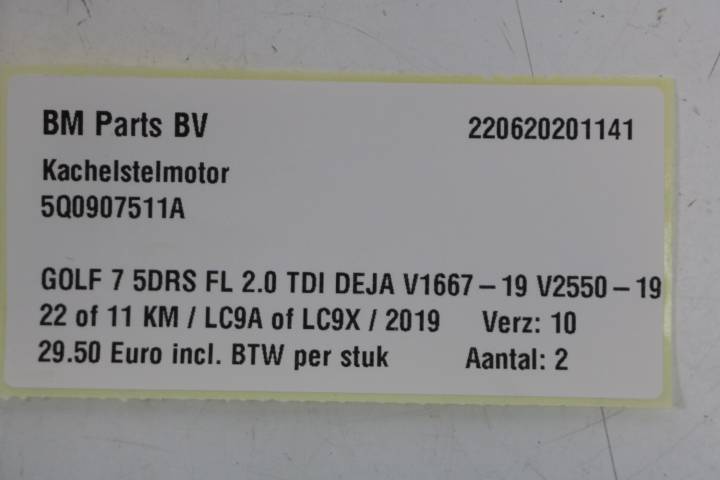 BM Parts BV 220620201141
Kachelstelmotor
5Q0907511A
GOLF 7 5DRS FL 2.0 TDI DEJA V1667-19 V2550-19
22 of 11 KM / LC9A of LC9X / 2019 Verz: 10
29.50 Euro incl. BTW per stuk Aantal: 2